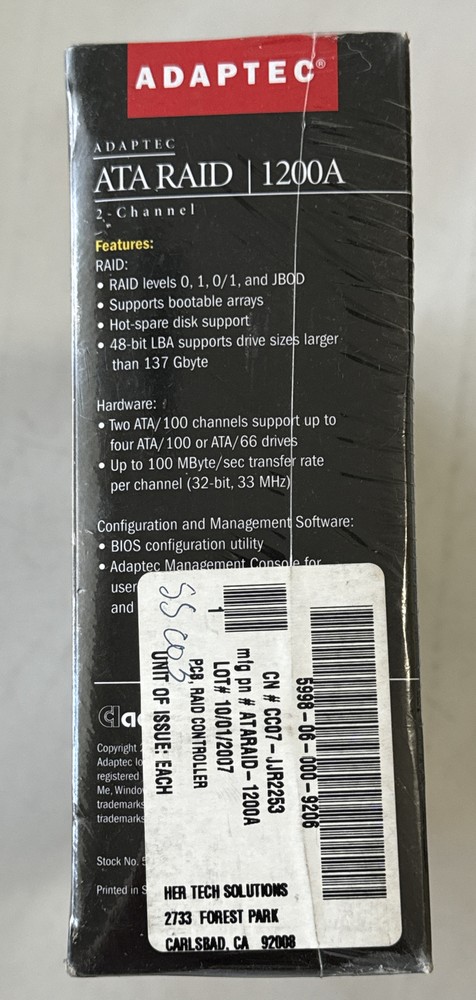 ADAPTEC®
ADAPTEC
ATA RAID | 1200A
2-Channel
Features:
RAID:
• RAID levels 0, 1, 0/1, and JBOD
• Supports bootable arrays
• Hot-spare disk support
• 48-bit LBA supports drive sizes larger
than 137 Gbyte
Hardware:
• Two ATA/100 channels support up to
four ATA/100 or ATA/66 drives
• Up to 100 MByte/sec transfer rate
per channel (32-bit, 33 MHz)
Configuration and Management Software:
• BIOS configuration utility
• Adaptec Management Console for
user
and
Copyright
Adaptec lo
registered
Me, Windo
trademarks
trademarks
Stock No. 5
Printed in S
5998-06-000-9206
CN # CC07-JJR2253
mfg pn # ATARAID-1200A
1
LOT# 10/01/2007
PCB, RAID CONTROLLER
UNIT OF ISSUE: EACH
HER TECH SOLUTIONS
2733 FOREST PARK
CARLSBAD, CA 92008